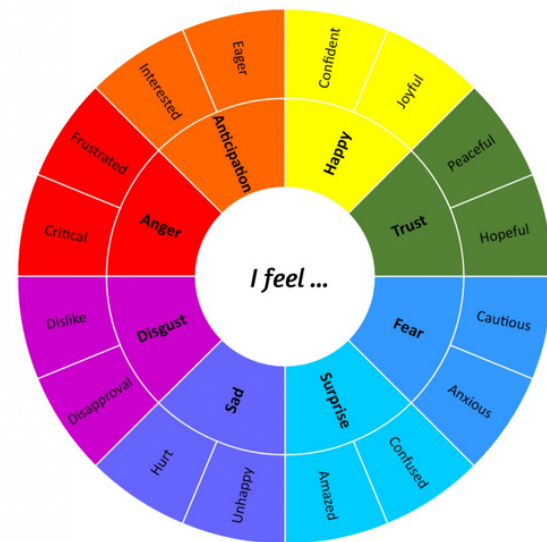 I feel ...
Happy
Confident
Joyful
Trust
Peaceful
Hopeful
Fear
Cautious
Anxious
Surprise
Confused
Amazed
Sad
Unhappy
Hurt
Disgust
Disapproval
Dislike
Anger
Critical
Frustrated
Anticipation
Interested
Eager